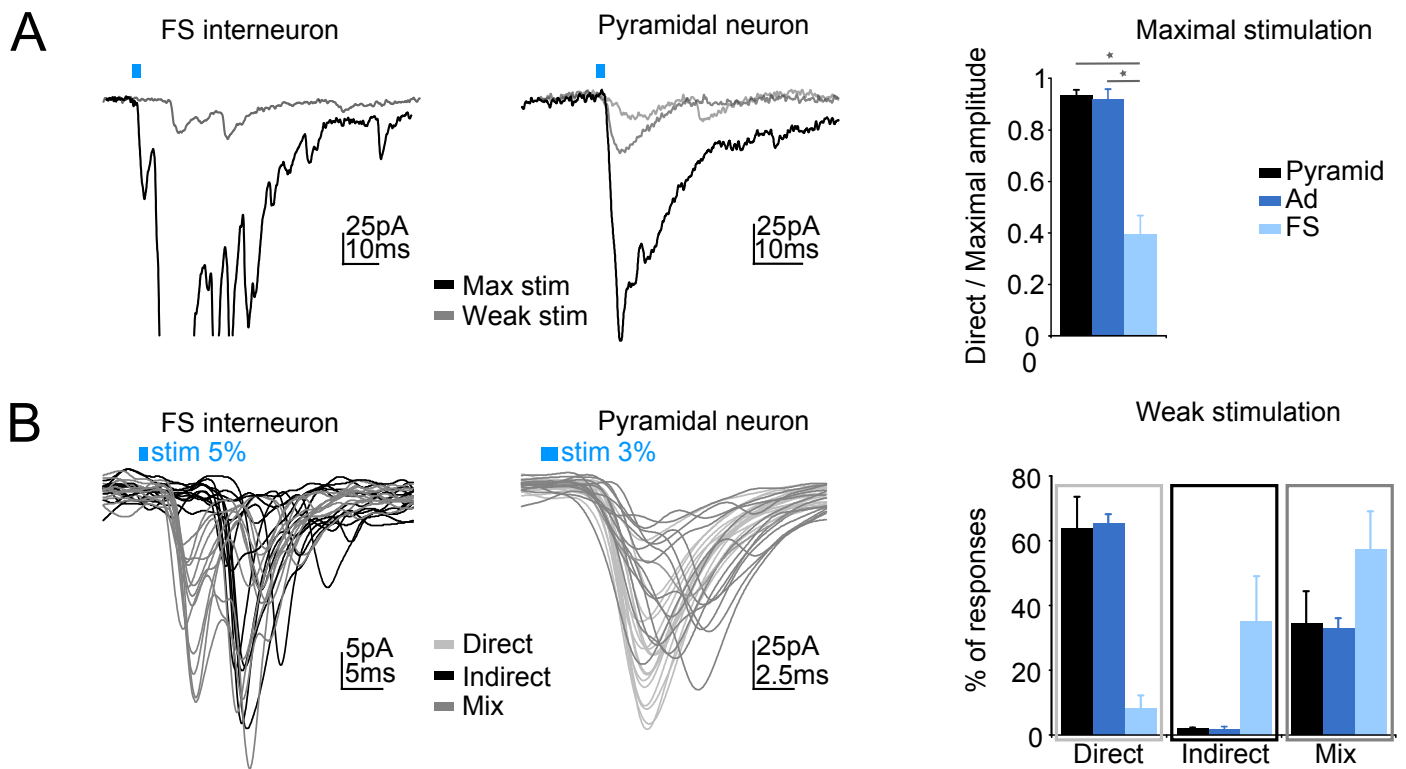 A
FS interneuron
Pyramidal neuron
Maximal stimulation
25pA
10ms
25pA
10ms
Max stim
Weak stim
Direct / Maximal amplitude
1
0.8
0.6
0.4
0.2
0
0
*
*
Pyramid
Ad
FS
B
FS interneuron
Pyramidal neuron
Weak stimulation
stim 5%
stim 3%
5pA
5ms
25pA
2.5ms
Direct
Indirect
Mix
% of responses
80
60
40
20
0
Direct Indirect Mix